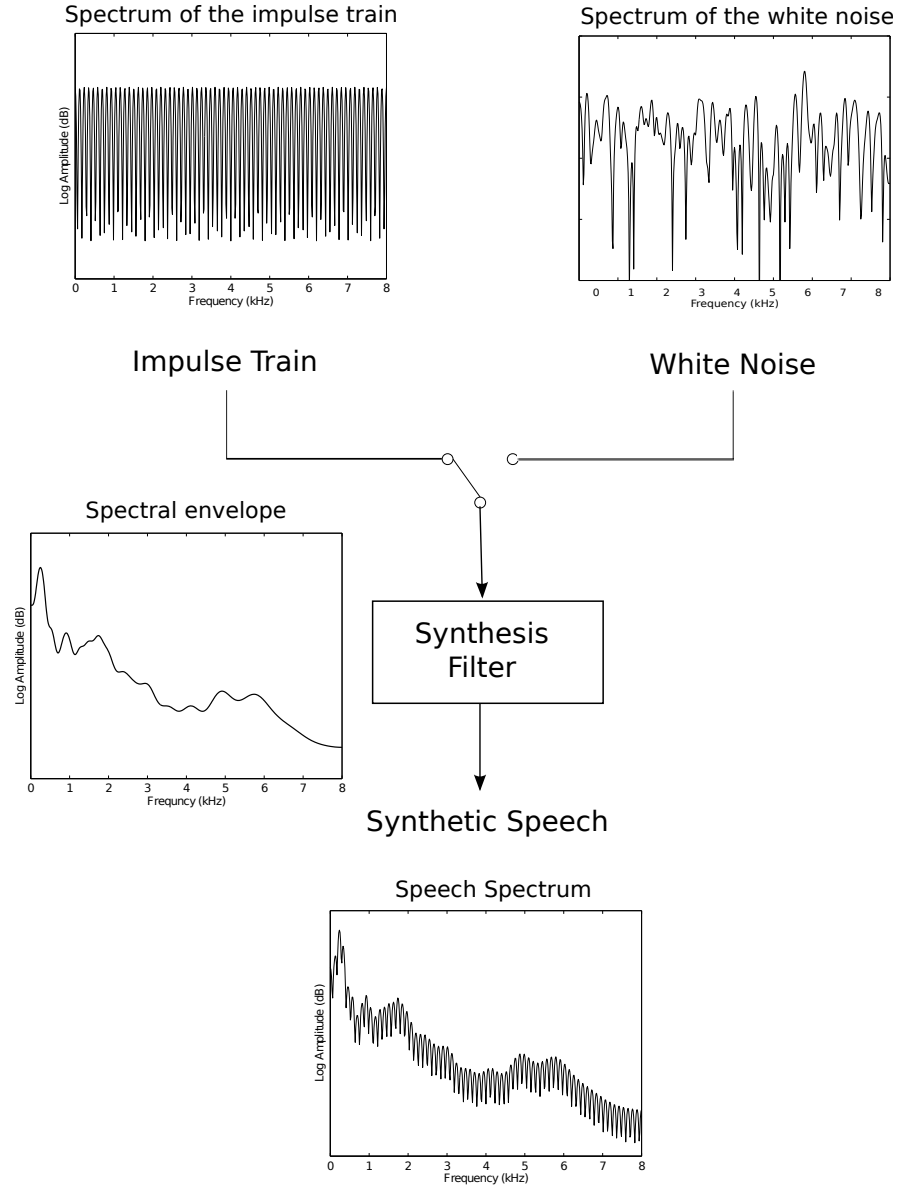 Spectrum of the impulse train
Log Amplitude (dB)
0 1 2 3 4 5 6 7 8
Frequency (kHz)
Spectrum of the white noise
0 1 2 3 4 5 6 7 8
Frequency (kHz)
Impulse Train
White Noise
Spectral envelope
Log Amplitude (dB)
0 1 2 3 4 5 6 7 8
Frequncy (kHz)
Synthesis
Filter
Synthetic Speech
Speech Spectrum
Log Amplitude (dB)
0 1 2 3 4 5 6 7 8
Frequency (kHz)